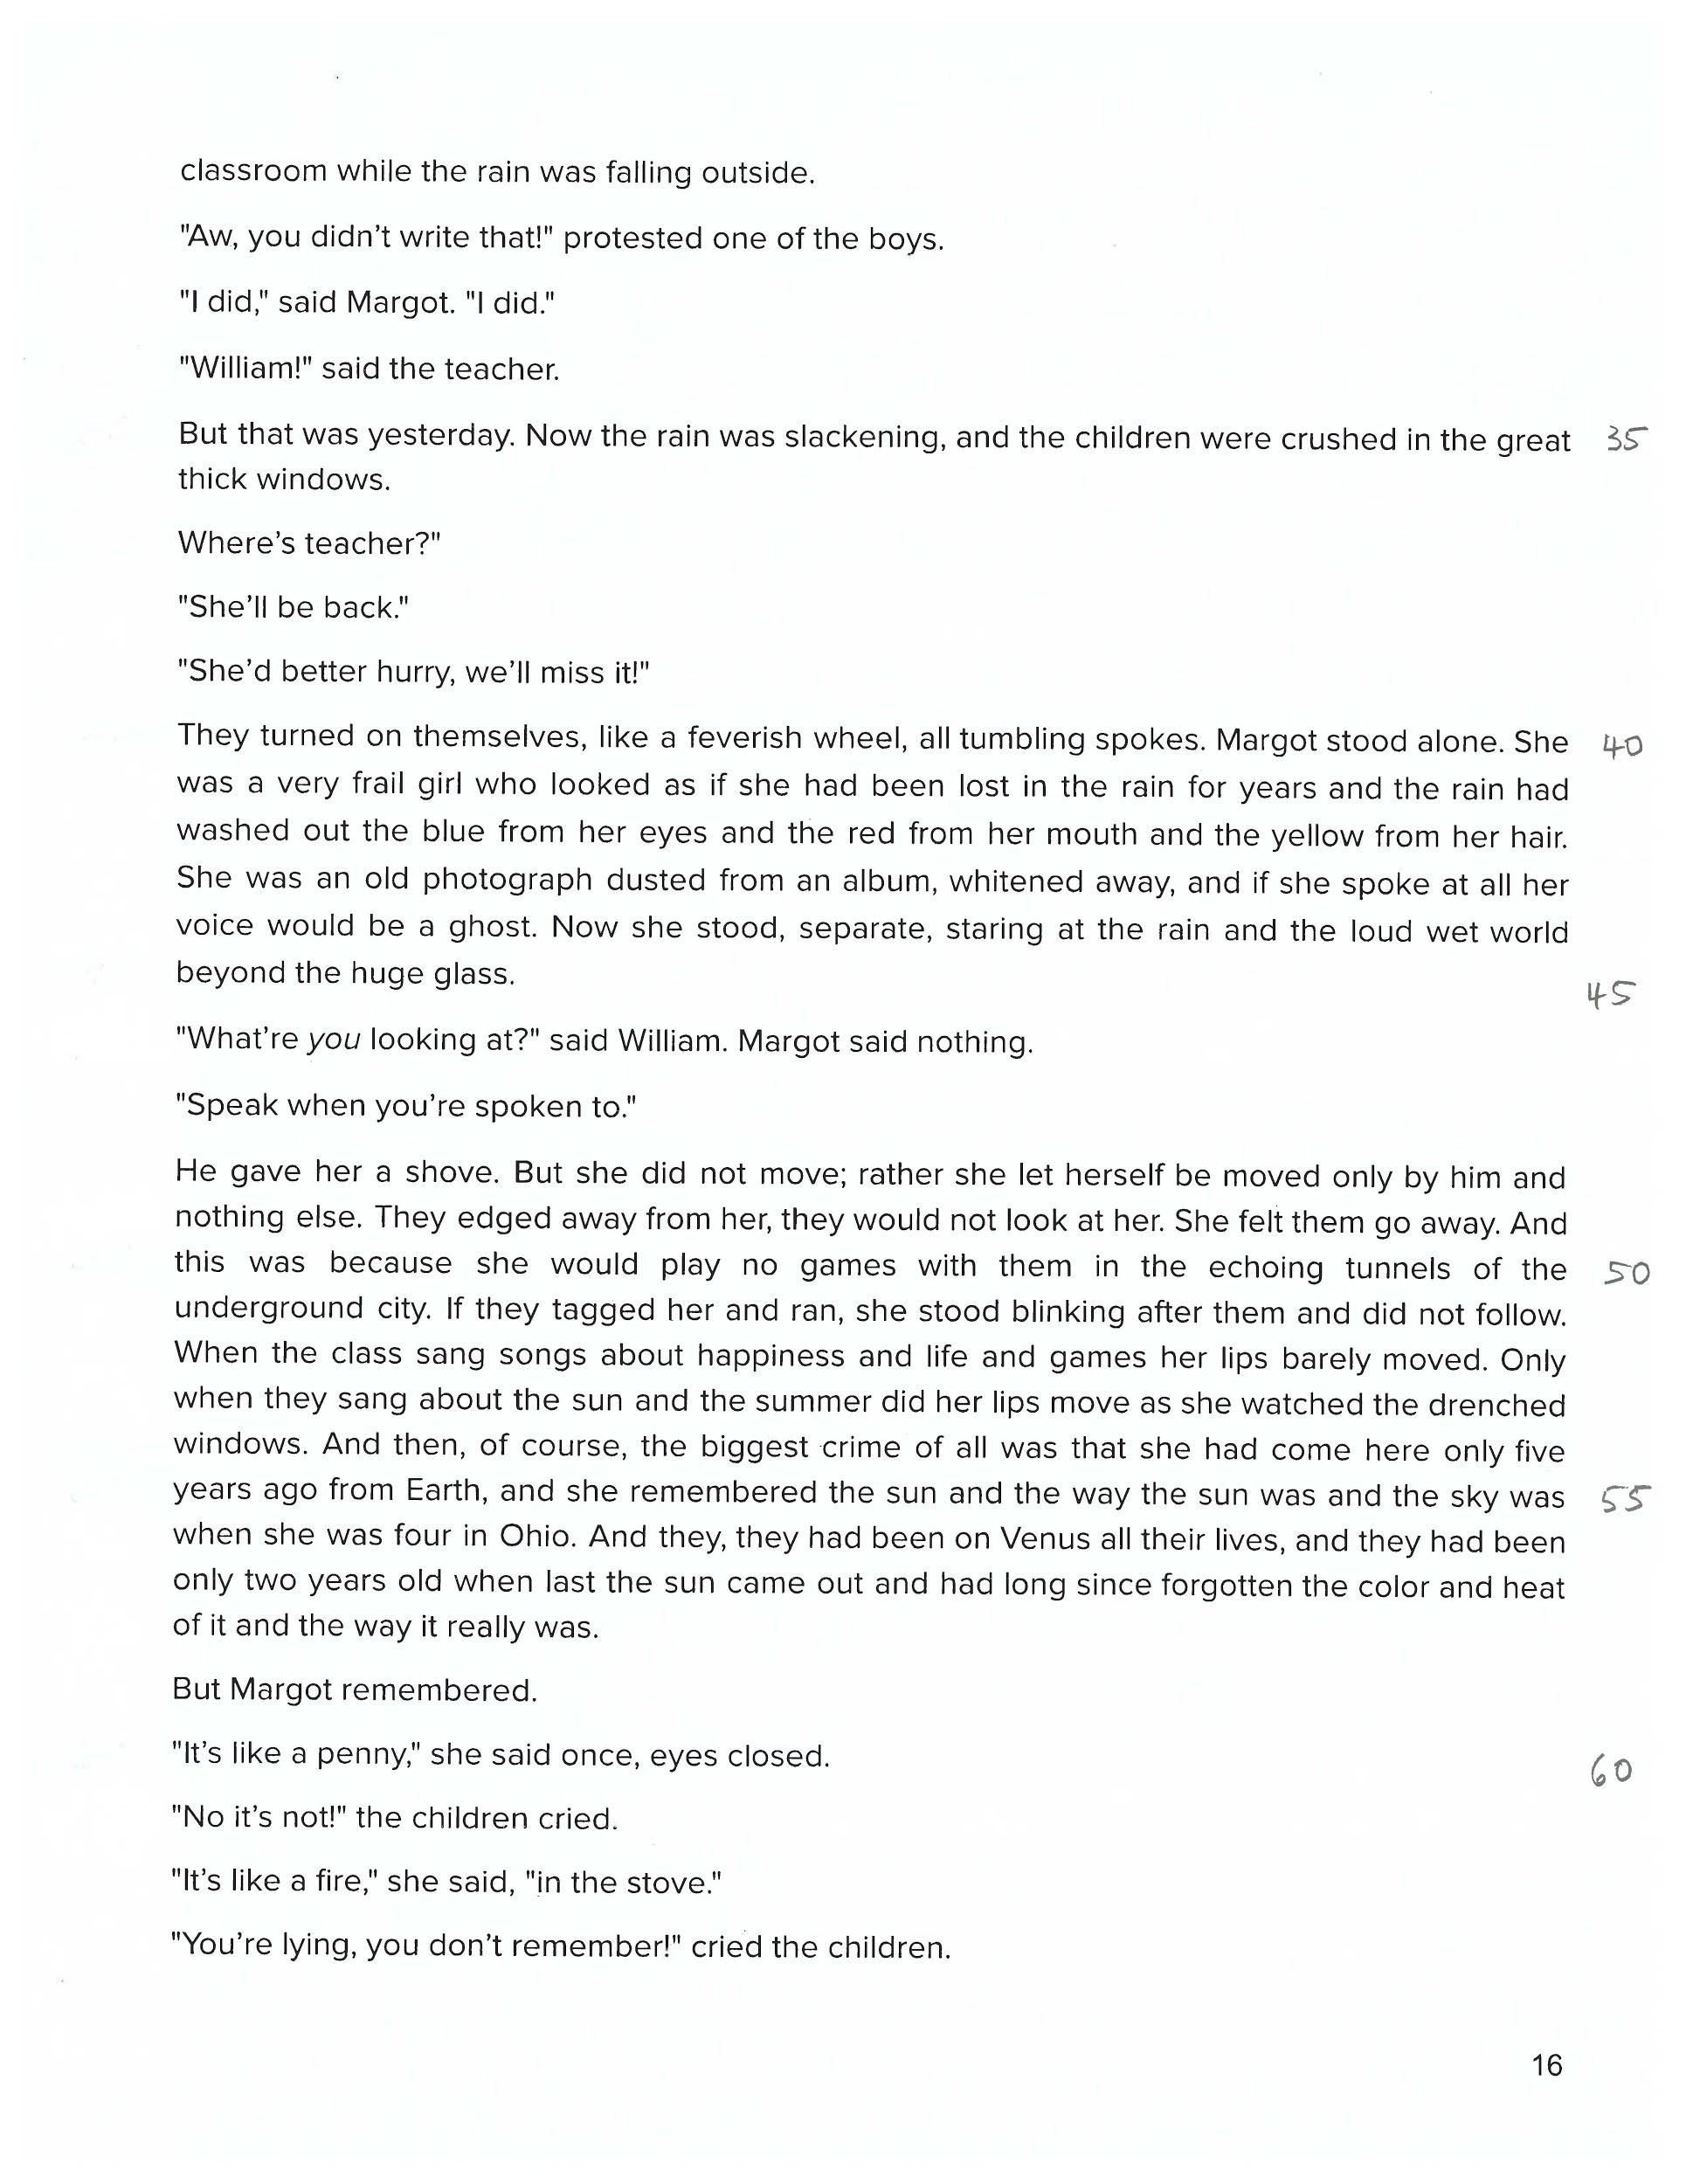 classroom while the rain was falling outside.
"Aw, you didn't write that!" protested one of the boys.
"I did," said Margot. "I did."
"William!" said the teacher.
But that was yesterday. Now the rain was slackening, and the children were crushed in the great 35
thick windows.
Where's teacher?"
"She'll be back."
"She'd better hurry, we'll miss it!"
They turned on themselves, like a feverish wheel, all tumbling spokes. Margot stood alone. She 40
was a very frail girl who looked as if she had been lost in the rain for years and the rain had
washed out the blue from her eyes and the red from her mouth and the yellow from her hair.
She was an old photograph dusted from an album, whitened away, and if she spoke at all her
voice would be a ghost. Now she stood, separate, staring at the rain and the loud wet world
beyond the huge glass.
45
"What're you looking at?" said William. Margot said nothing.
"Speak when you're spoken to."
He gave her a shove. But she did not move; rather she let herself be moved only by him and
nothing else. They edged away from her, they would not look at her. She felt them go away. And
this was because she would play no games with them in the echoing tunnels of the 50
underground city. If they tagged her and ran, she stood blinking after them and did not follow.
When the class sang songs about happiness and life and games her lips barely moved. Only
when they sang about the sun and the summer did her lips move as she watched the drenched
windows. And then, of course, the biggest crime of all was that she had come here only five
years ago from Earth, and she remembered the sun and the way the sun was and the sky was 55
when she was four in Ohio. And they, they had been on Venus all their lives, and they had been
only two years old when last the sun came out and had long since forgotten the color and heat
of it and the way it really was.
But Margot remembered.
"It's like a penny," she said once, eyes closed. 60
"No it's not!" the children cried.
"It's like a fire," she said, "in the stove."
"You're lying, you don't remember!" cried the children.
16